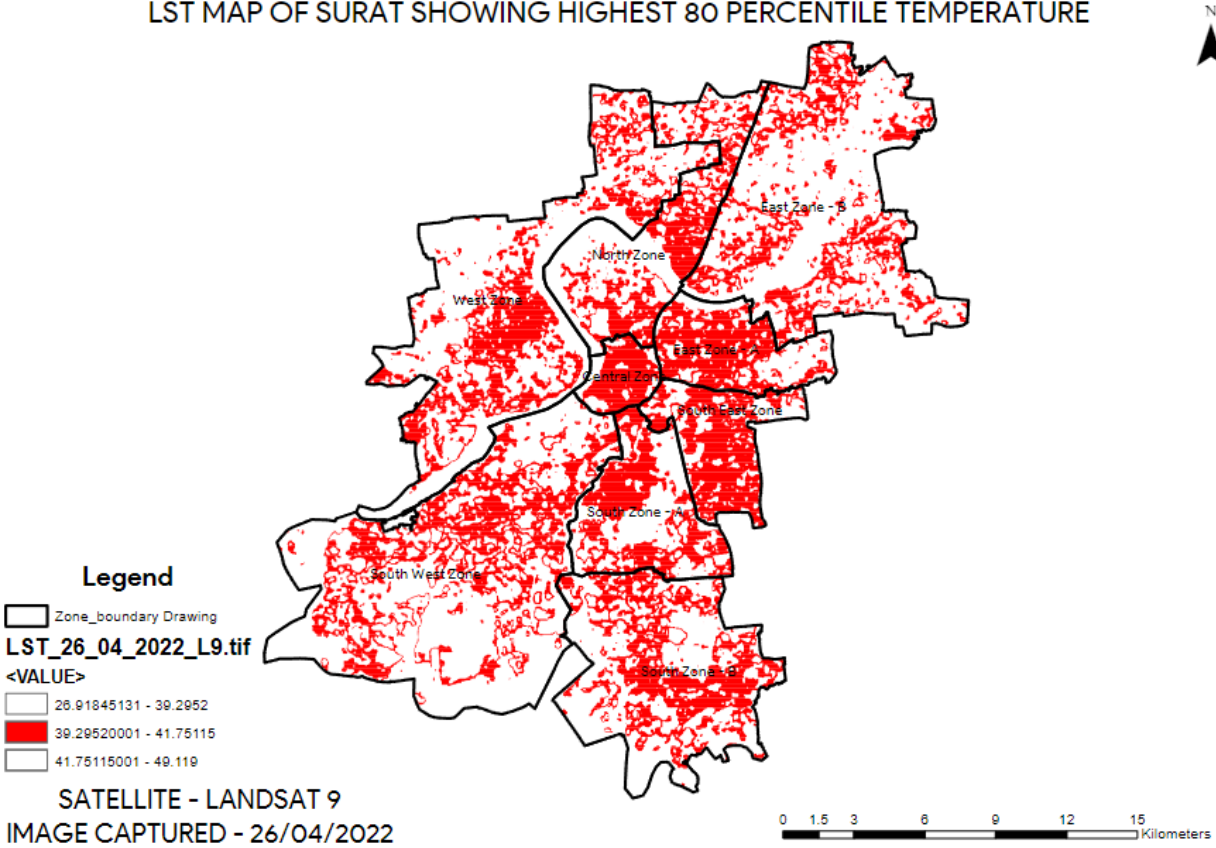 LST MAP OF SURAT SHOWING HIGHEST 80 PERCENTILE TEMPERATURE
N
East Zone - B
North Zone
West Zone
East Zone - A
Central Zone
South East Zone
South Zone - A
South West Zone
South Zone - B
Legend
Zone_boundary Drawing
LST_26_04_2022_L9.tif
<VALUE>
26.91845131 - 39.2952
39.29520001 - 41.75115
41.75115001 - 49.119
SATELLITE - LANDSAT 9
IMAGE CAPTURED - 26/04/2022
0 1.5 3 6 9 12 15
Kilometers